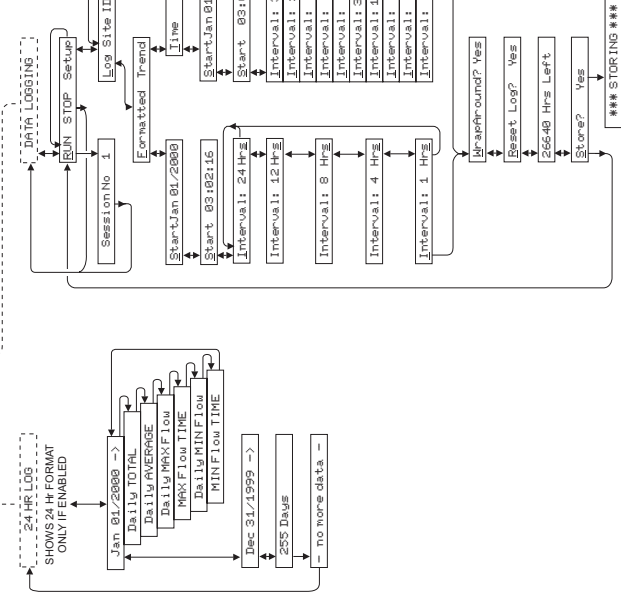 24 HR LOG
SHOWS 24 Hr FORMAT
ONLY IF ENABLED
Jan 01/2000 ->
Daily TOTAL
Daily AVERAGE
Daily MAX Flow
MAX Flow TIME
Daily MIN Flow
MIN Flow TIME
Dec 31/1999 ->
255 Days
- no more data -
DATA LOGGING
RUN STOP Setup
Session No 1
Log Site ID
Formatted Trend
StartJan 01/2000
Start 03:02:16
Interval: 24 Hrs
Interval: 12 Hrs
Interval: 8 Hrs
Interval: 4 Hrs
Interval: 1 Hrs
Time
StartJan 01
Start 03:
Interval:
Interval:
Interval:
Interval:
Interval:
Interval: 3
Interval: 1
Interval:
Interval:
Interval:
WrapAround? Yes
Reset Log? Yes
26640 Hrs Left
Store? Yes
*** STORING ***